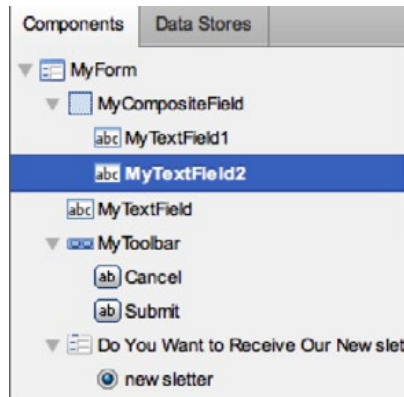 Components Data Stores
MyForm
MyCompositeField
abc MyTextField1
abc MyTextField2
abc MyTextField
MyToolbar
ab Cancel
ab Submit
Do You Want to Receive Our New slet
new sletter